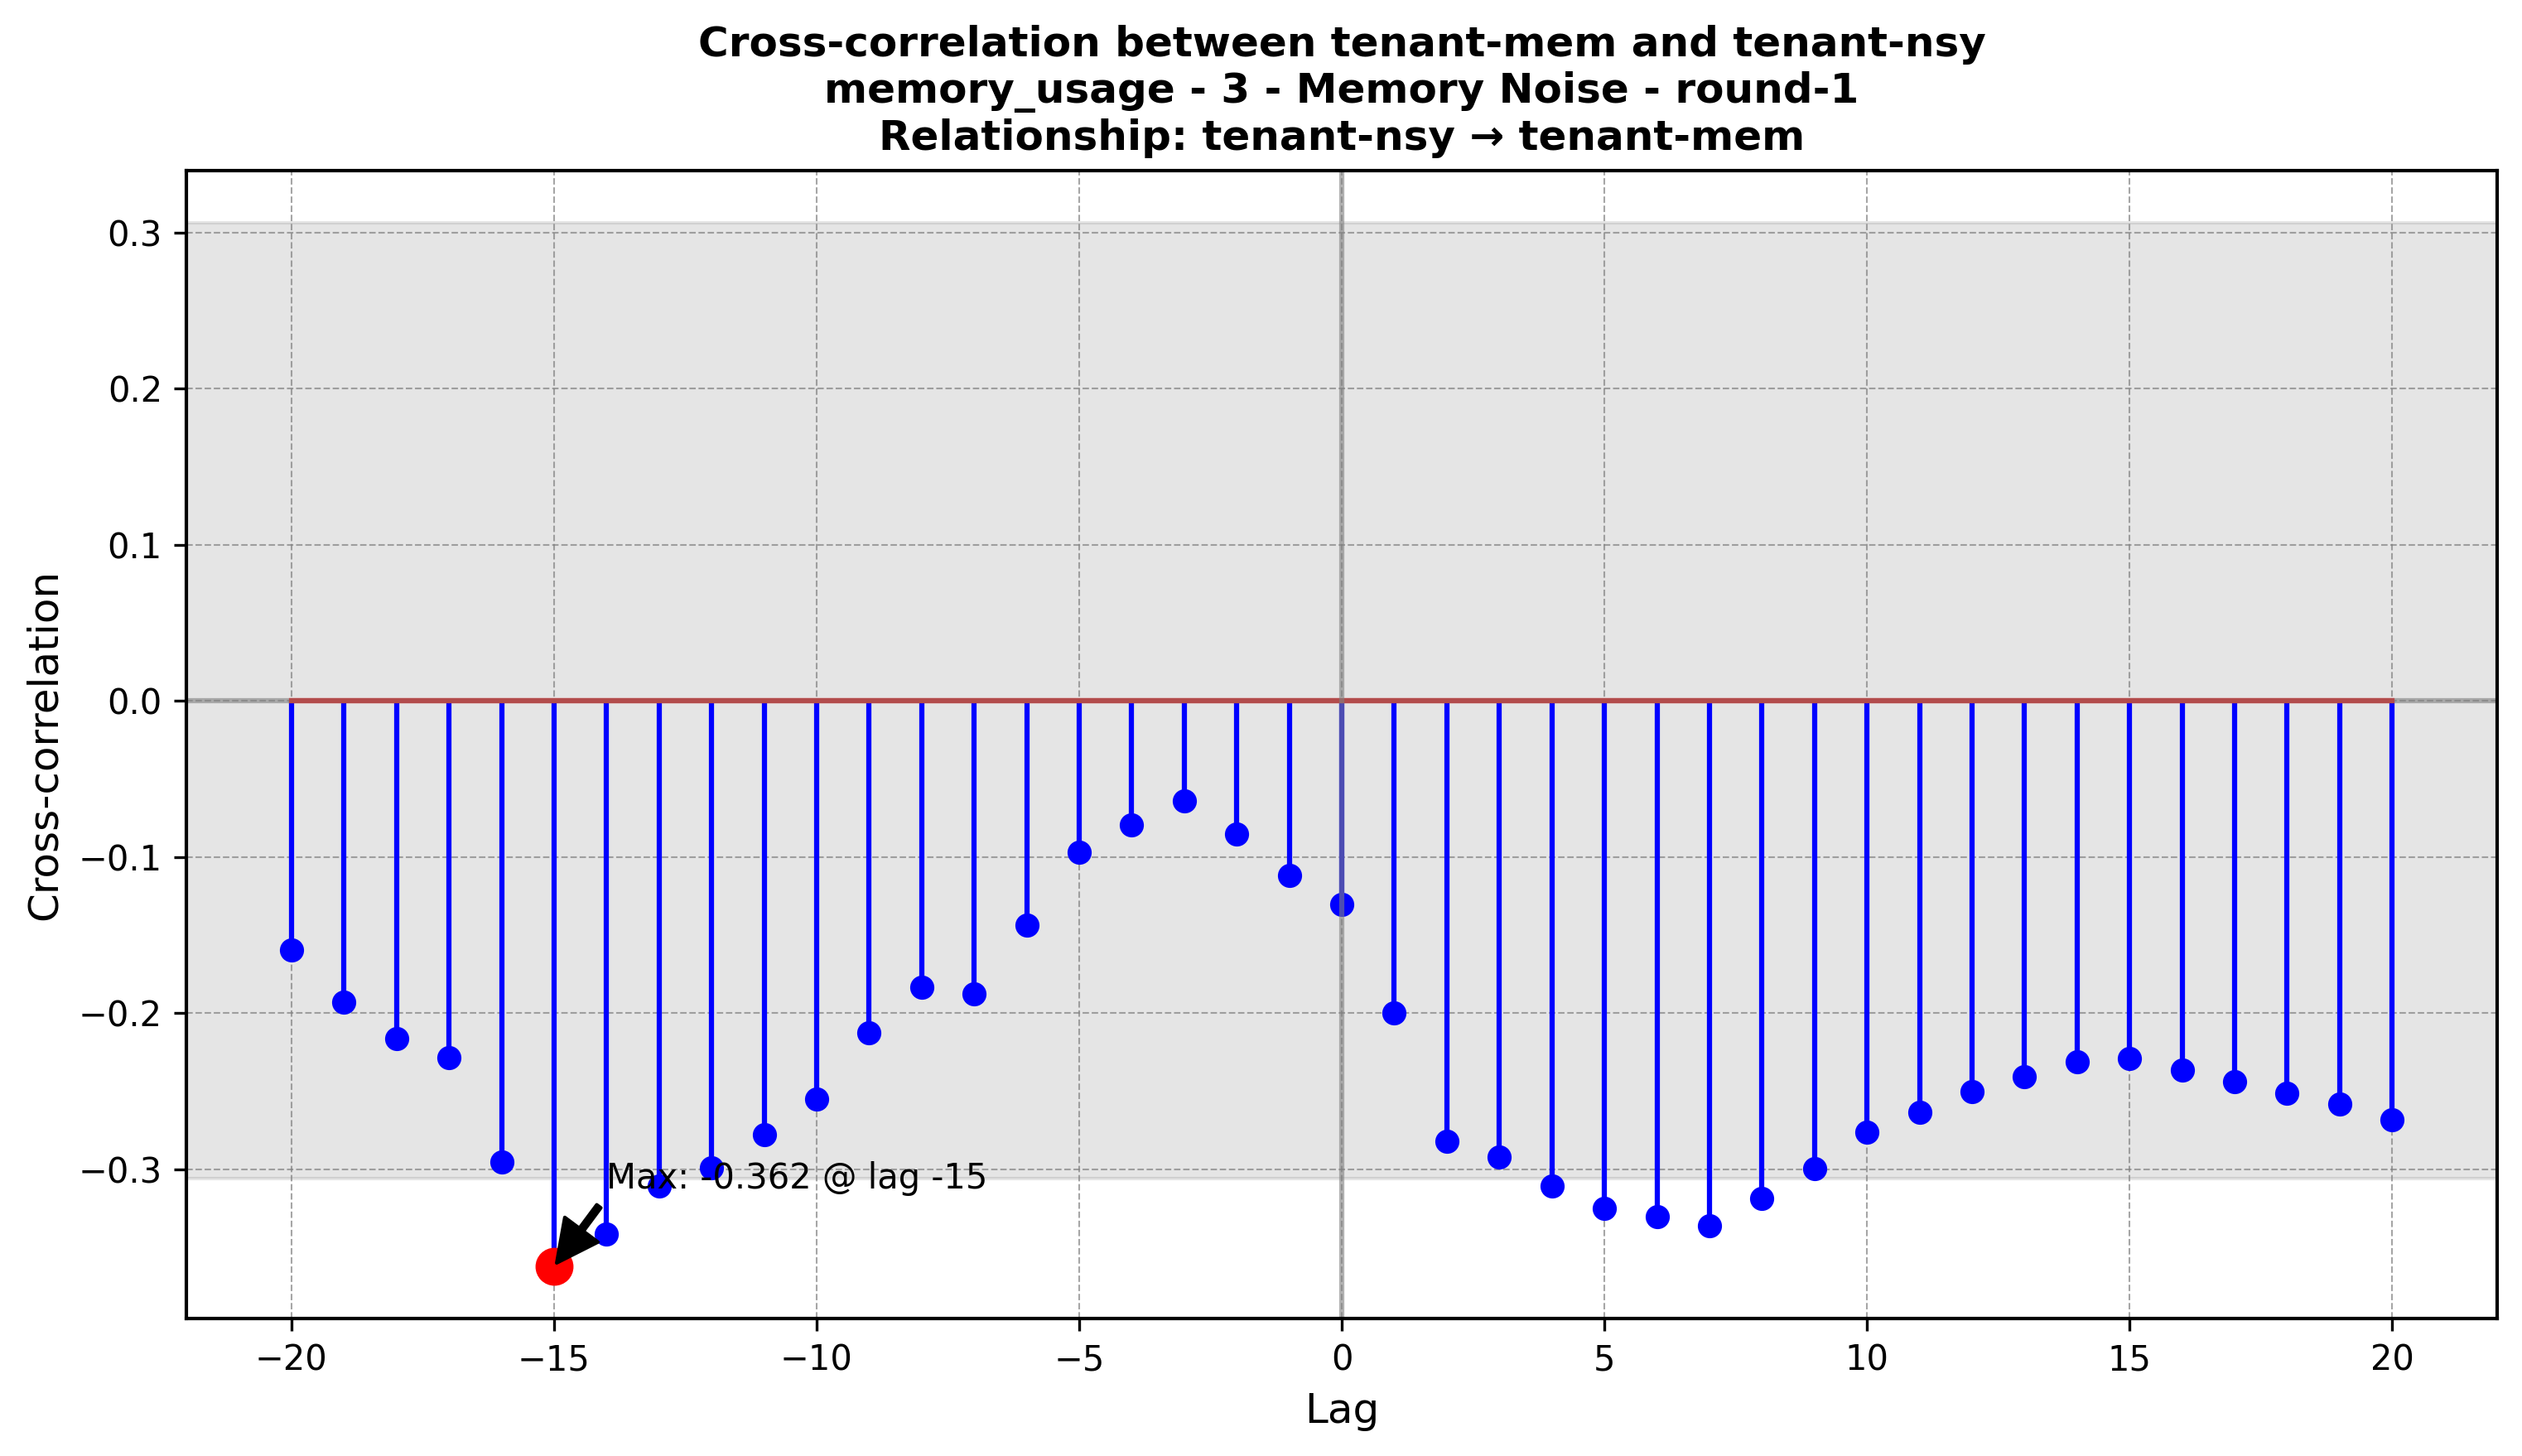 Cross-correlation between tenant-mem and tenant-nsy
memory_usage - 3 - Memory Noise - round-1
Relationship: tenant-nsy → tenant-mem
Cross-correlation
0.3
0.2
0.1
0.0
−0.1
−0.2
−0.3
Max: -0.362 @ lag -15
−20 −15 −10 −5 0 5 10 15 20
Lag